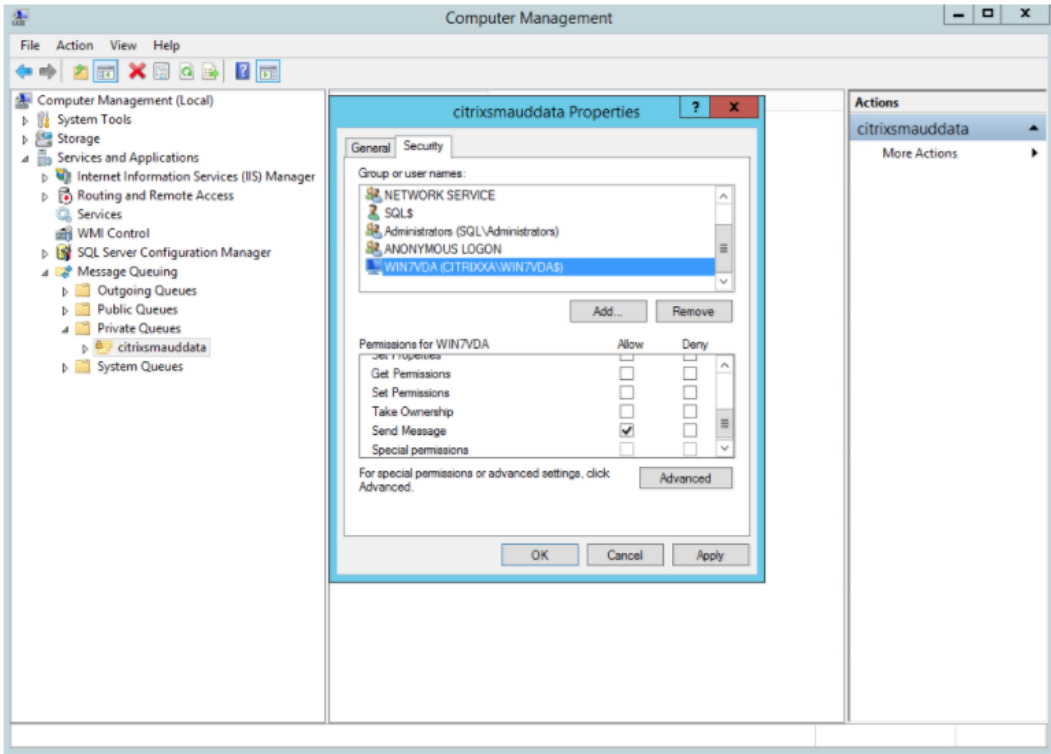 Computer Management
File Action View Help
Computer Management (Local)
System Tools
Storage
Services and Applications
Internet Information Services (IIS) Manager
Routing and Remote Access
Services
WMI Control
SQL Server Configuration Manager
Message Queuing
Outgoing Queues
Public Queues
Private Queues
citrixsmauddata
System Queues
citrixsmauddata Properties
? x
General Security
Group or user names:
NETWORK SERVICE
SQL$
Administrators (SQL\Administrators)
ANONYMOUS LOGON
WIN7VDA (CITRIXXA\WIN7VDA$)
Add... Remove
Permissions for WIN7VDA Allow Deny
Set Properties
Get Permissions
Set Permissions
Take Ownership
Send Message
Special permissions
For special permissions or advanced settings, click
Advanced.
Advanced
OK Cancel Apply
Actions
citrixsmauddata
More Actions